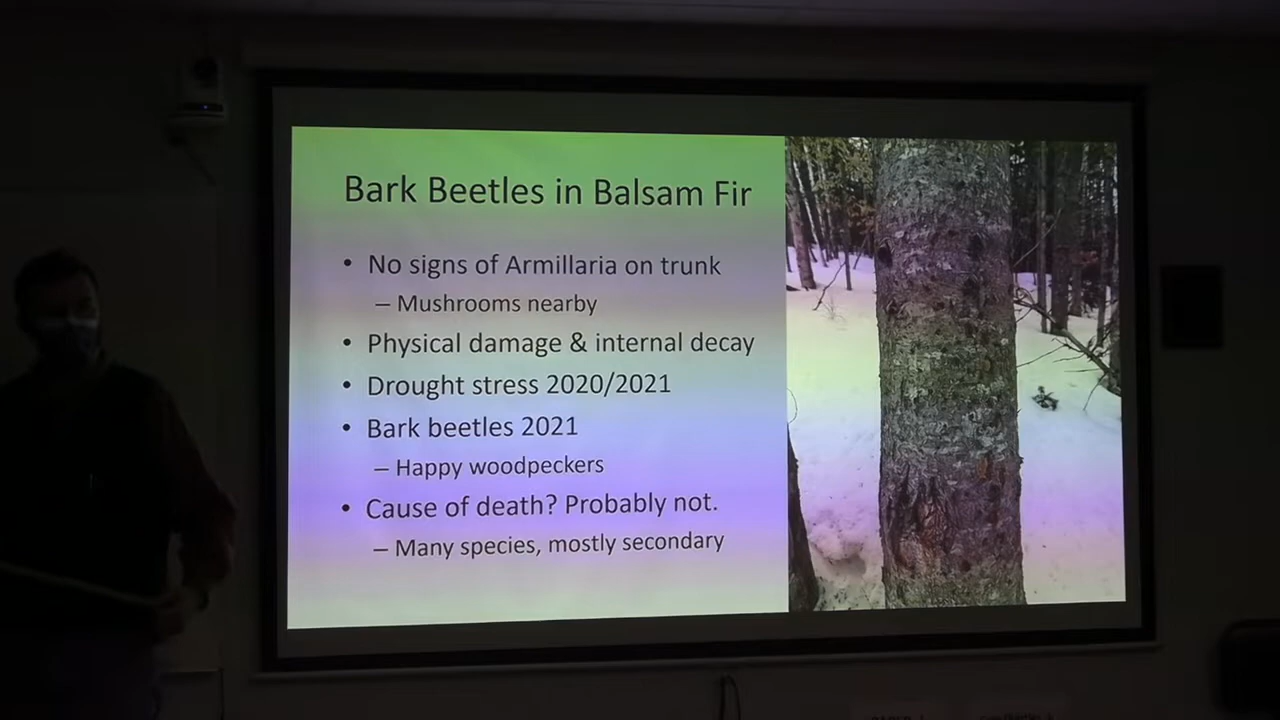 Bark Beetles in Balsam Fir
• No signs of Armillaria on trunk
– Mushrooms nearby
• Physical damage & internal decay
• Drought stress 2020/2021
• Bark beetles 2021
– Happy woodpeckers
• Cause of death? Probably not.
– Many species, mostly secondary